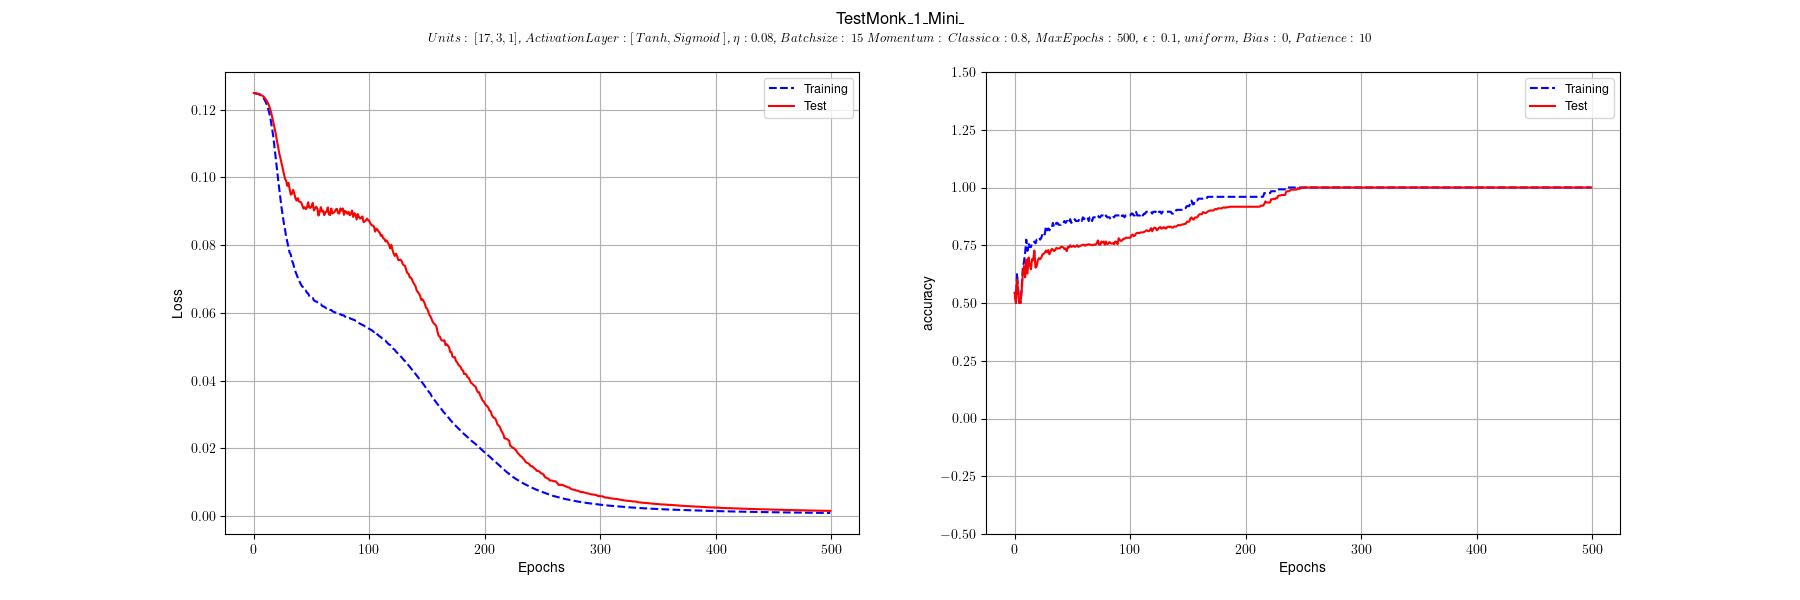 TestMonk_1_Mini_
Units : [17, 3, 1], ActivationLayer : [ Tanh, Sigmoid ], η : 0.08, Batchsize : 15 Momentum : Classicα : 0.8, MaxEpochs : 500, ϵ : 0.1, uniform, Bias : 0, Patience : 10
Training
Test
0.12
0.10
0.08
0.06
0.04
0.02
0.00
Loss
0 100 200 300 400 500
Epochs
Training
Test
1.50
1.25
1.00
0.75
0.50
0.25
0.00
−0.25
−0.50
accuracy
0 100 200 300 400 500
Epochs